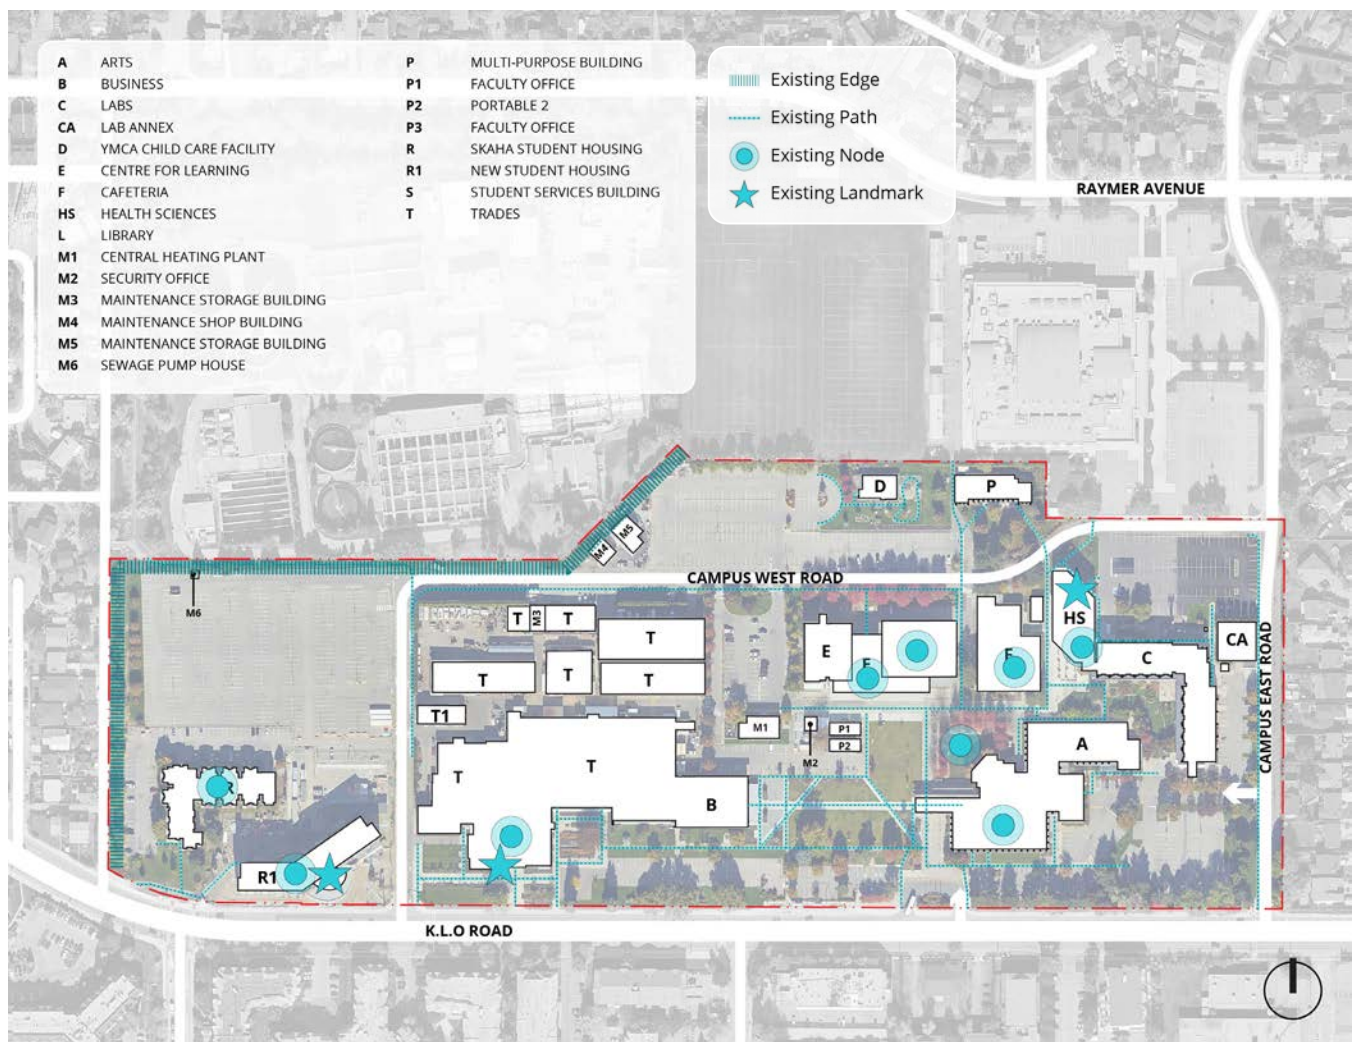 A ARTS
B BUSINESS
C LABS
CA LAB ANNEX
D YMCA CHILD CARE FACILITY
E CENTRE FOR LEARNING
F CAFETERIA
HS HEALTH SCIENCES
L LIBRARY
M1 CENTRAL HEATING PLANT
M2 SECURITY OFFICE
M3 MAINTENANCE STORAGE BUILDING
M4 MAINTENANCE SHOP BUILDING
M5 MAINTENANCE STORAGE BUILDING
M6 SEWAGE PUMP HOUSE
P MULTI-PURPOSE BUILDING
P1 FACULTY OFFICE
P2 PORTABLE 2
P3 FACULTY OFFICE
R SKAHA STUDENT HOUSING
R1 NEW STUDENT HOUSING
S STUDENT SERVICES BUILDING
T TRADES
Existing Edge
Existing Path
Existing Node
Existing Landmark
RAYMER AVENUE
D
P
M5
M4
CAMPUS WEST ROAD
M6
T
M3
T
T
HS
CA
E
F
F
C
T
T
T
T1
M1
P1
P2
M2
A
CAMPUS EAST ROAD
T
T
B
R
R1
K.L.O ROAD